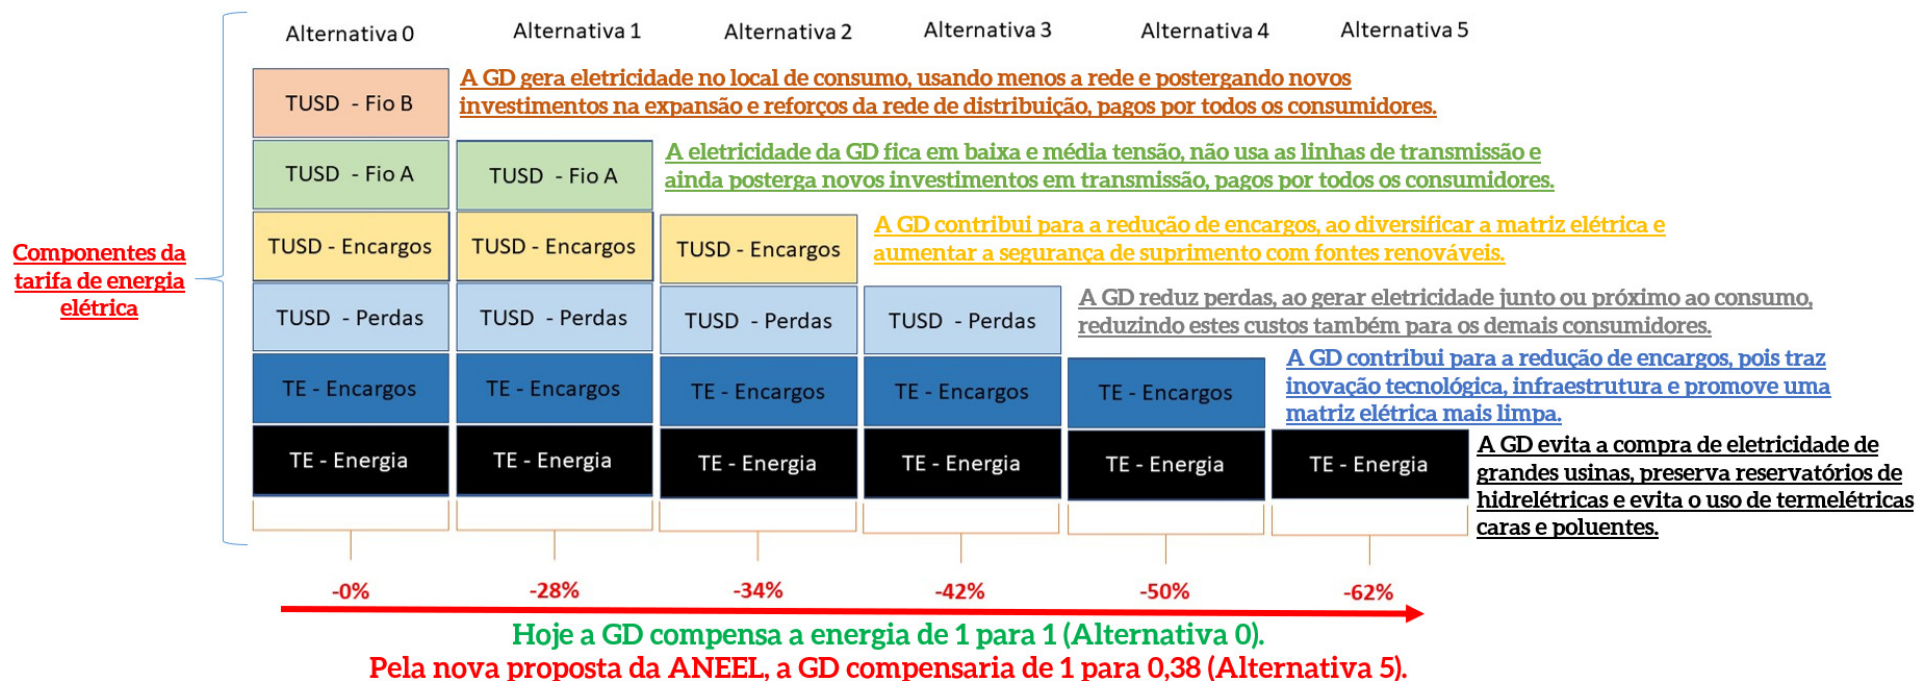 Alternativa 0
Alternativa 1
Alternativa 2
Alternativa 3
Alternativa 4
Alternativa 5
TUSD - Fio B
A GD gera eletricidade no local de consumo, usando menos a rede e postergando novos
investimentos na expansão e reforços da rede de distribuição, pagos por todos os consumidores.
TUSD - Fio A
TUSD - Fio A
A eletricidade da GD fica em baixa e média tensão, não usa as linhas de transmissão e
ainda posterga novos investimentos em transmissão, pagos por todos os consumidores.
Componentes da
tarifa de energia
elétrica
TUSD - Encargos
TUSD - Encargos
TUSD - Encargos
A GD contribui para a redução de encargos, ao diversificar a matriz elétrica e
aumentar a segurança de suprimento com fontes renováveis.
TUSD - Perdas
TUSD - Perdas
TUSD - Perdas
TUSD - Perdas
A GD reduz perdas, ao gerar eletricidade junto ou próximo ao consumo,
reduzindo estes custos também para os demais consumidores.
TE - Encargos
TE - Encargos
TE - Encargos
TE - Encargos
TE - Encargos
A GD contribui para a redução de encargos, pois traz
inovação tecnológica, infraestrutura e promove uma
matriz elétrica mais limpa.
TE - Energia
TE - Energia
TE - Energia
TE - Energia
TE - Energia
TE - Energia
A GD evita a compra de eletricidade de
grandes usinas, preserva reservatórios de
hidrelétricas e evita o uso de termelétricas
caras e poluentes.
-0%
-28%
-34%
-42%
-50%
-62%
Hoje a GD compensa a energia de 1 para 1 (Alternativa 0).
Pela nova proposta da ANEEL, a GD compensaria de 1 para 0,38 (Alternativa 5).